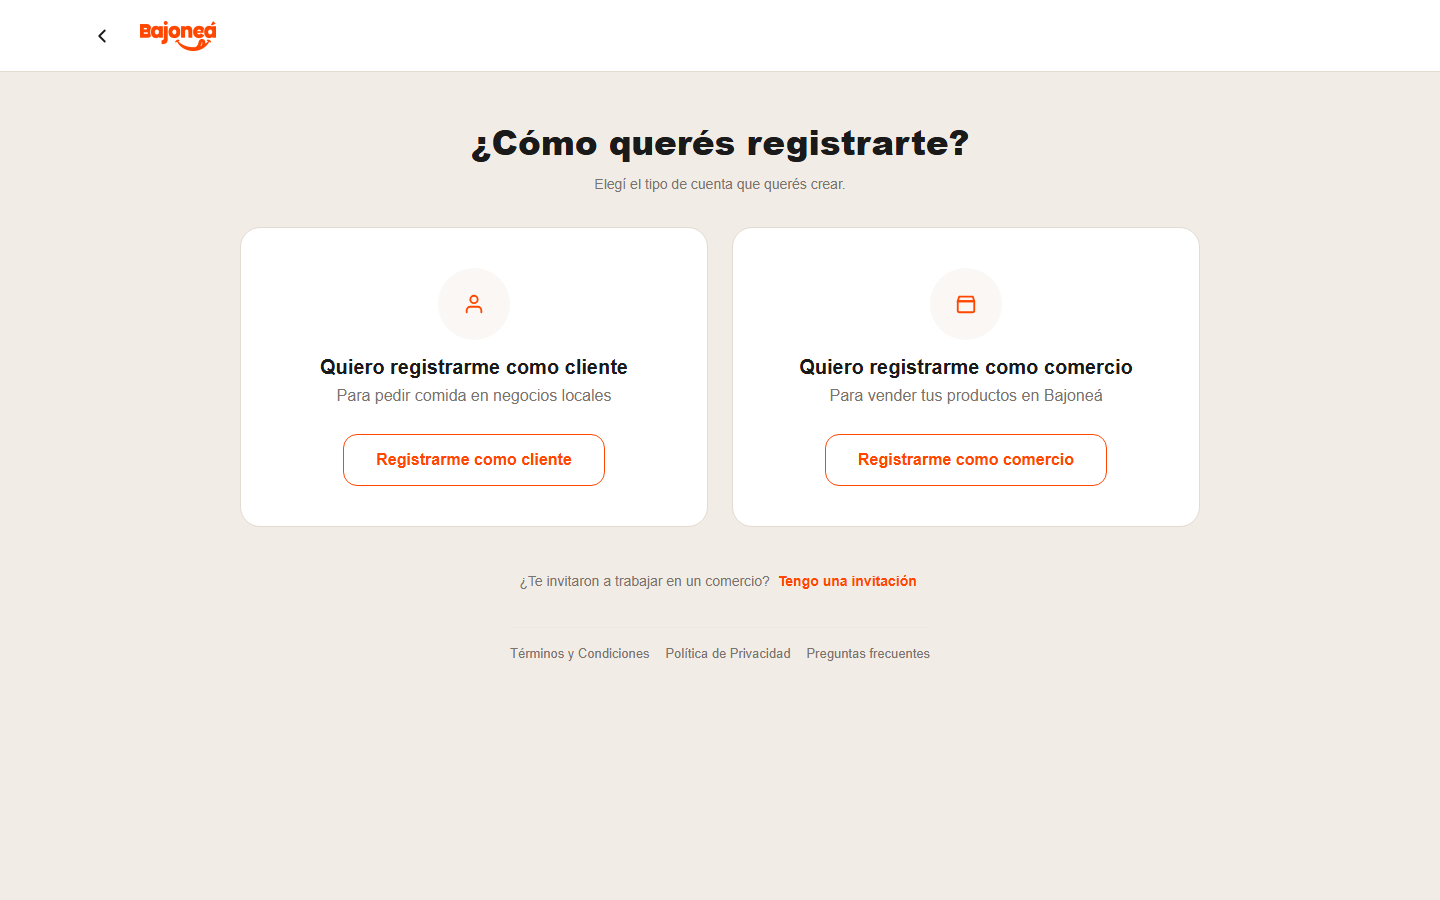 Bajoneá
¿Cómo querés registrarte?
Elegí el tipo de cuenta que querés crear.
Quiero registrarme como cliente
Para pedir comida en negocios locales
Registrarme como cliente
Quiero registrarme como comercio
Para vender tus productos en Bajoneá
Registrarme como comercio
¿Te invitaron a trabajar en un comercio? Tengo una invitación
Términos y Condiciones Política de Privacidad Preguntas frecuentes